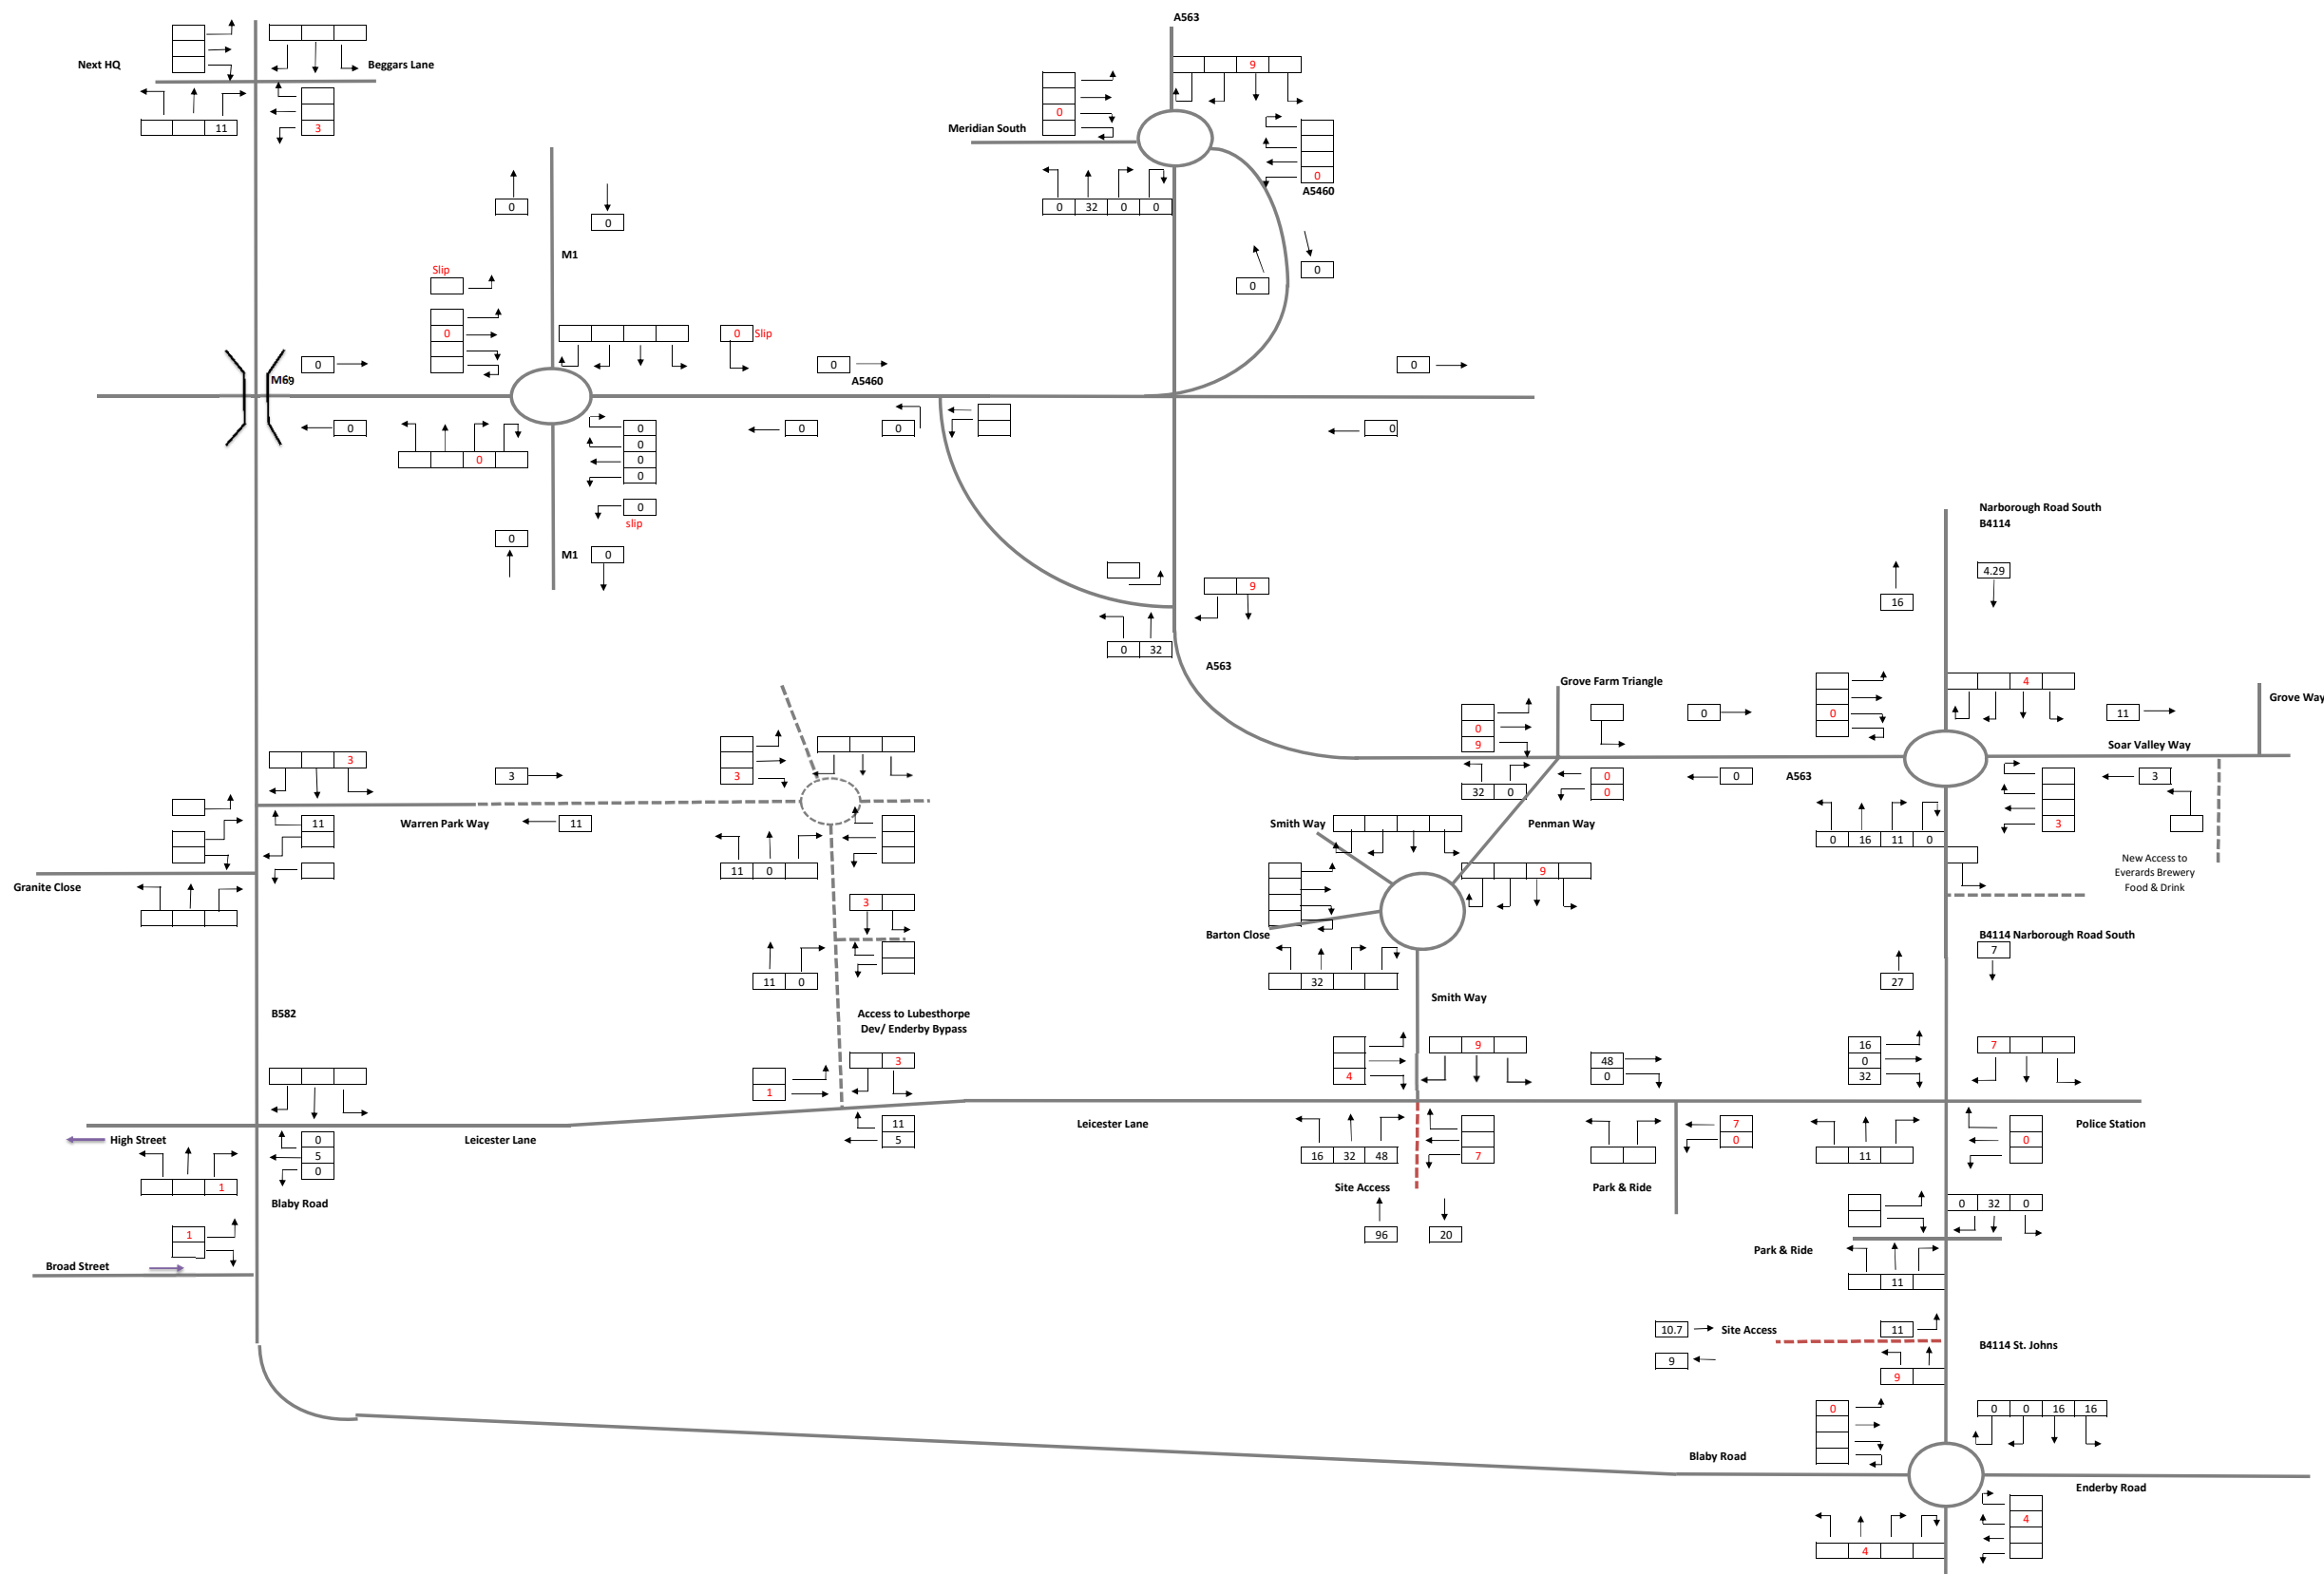 A563
9
Next HQ
Beggars Lane
11
3
0
Meridian South
0
A5460
0 32 0 0
0
0
M1
0
0
Slip
0
0 Slip
0
M69
0
A5460
0
0
0
0
0
0
0
0
0
0
0
0
slip
0
M1
0
Narborough Road South
B4114
4.29
16
9
0 32
A563
Grove Farm Triangle
Grove Way
0
9
0
0
4
11
Soar Valley Way
3
3
3
32 0
0
0
0
A563
3
Warren Park Way
11
11
Smith Way
Penman Way
0 16 11 0
3
11 0
9
New Access to
Everards Brewery
Food & Drink
Granite Close
3
Barton Close
B4114 Narborough Road South
7
11 0
32
27
Smith Way
B582
Access to Lubesthorpe
Dev/ Enderby Bypass
3
1
4
9
48
0
16
0
32
7
High Street
0
5
0
Leicester Lane
11
5
Leicester Lane
16 32 48
7
7
0
11
0
Police Station
1
Blaby Road
Site Access
Park & Ride
96
20
0 32 0
1
Broad Street
Park & Ride
11
10.7
Site Access
11
9
B4114 St. Johns
9
0
0 0 16 16
Blaby Road
Enderby Road
4
4